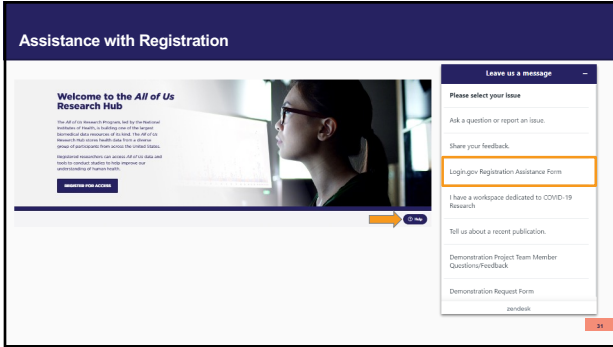 Assistance with Registration
Welcome to the All of Us
Research Hub
The All of Us Research Program, led by the National
Institutes of Health, is building one of the largest
biomedical data resources of its kind. The All of Us
Research Hub stores health data from a diverse
group of participants from across the United States.
Registered researchers can access All of Us data and
tools to conduct studies to help improve our
understanding of human health.
REGISTER FOR ACCESS
Help
Leave us a message
Please select your issue
Ask a question or report an issue.
Share your feedback.
Login.gov Registration Assistance Form
I have a workspace dedicated to COVID-19
Research
Tell us about a recent publication.
Demonstration Project Team Member
Questions/Feedback
Demonstration Request Form
zendesk
31